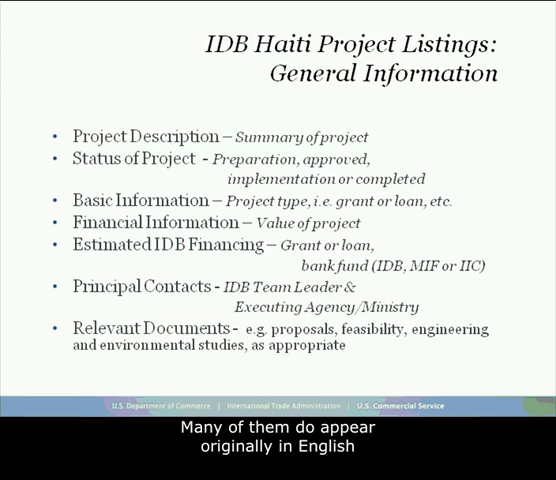 IDB Haiti Project Listings:
General Information
• Project Description – Summary of project
• Status of Project - Preparation, approved,
implementation or completed
• Basic Information – Project type, i.e. grant or loan, etc.
• Financial Information – Value of project
• Estimated IDB Financing – Grant or loan,
bank fund (IDB, MIF or IIC)
• Principal Contacts - IDB Team Leader &
Executing Agency/Ministry
• Relevant Documents - e.g. proposals, feasibility, engineering
and environmental studies, as appropriate
U.S. Department of Commerce | International Trade Administration | U.S. Commercial Service
Many of them do appear
originally in English